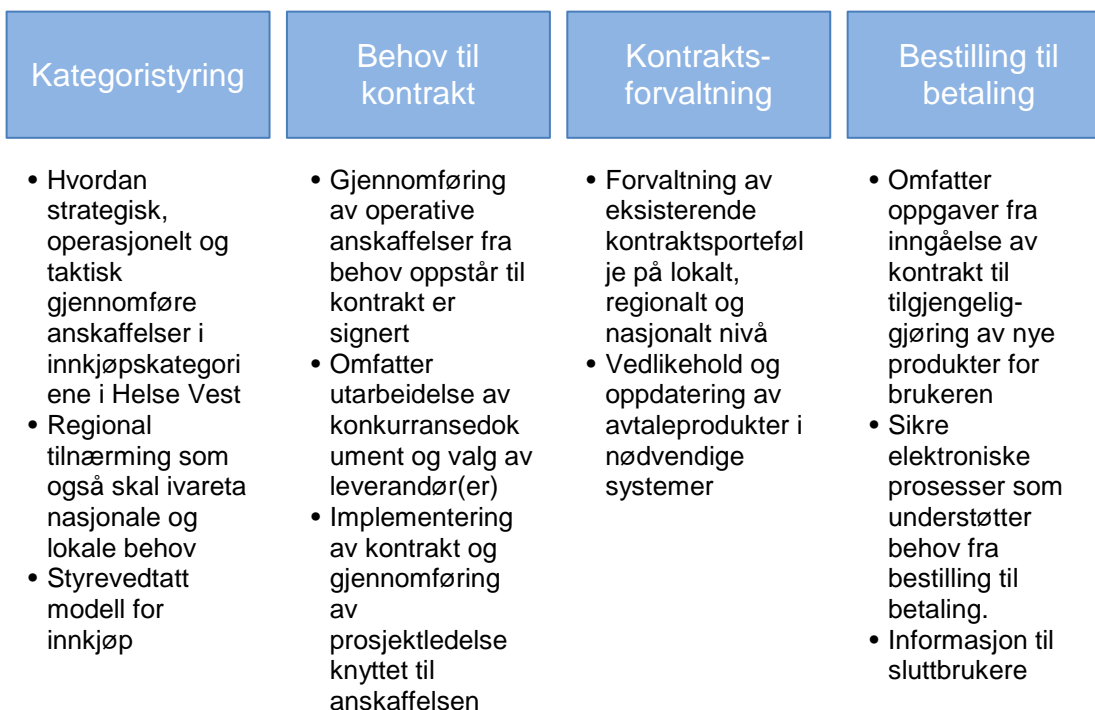 Kategoristyring
• Hvordan
strategisk,
operasjonelt og
taktisk
gjennomføre
anskaffelser i
innkjøpskategori
ene i Helse Vest
• Regional
tilnærming som
også skal ivareta
nasjonale og
lokale behov
• Styrevedtatt
modell for
innkjøp
Behov til
kontrakt
• Gjennomføring
av operative
anskaffelser fra
behov oppstår til
kontrakt er
signert
• Omfatter
utarbeidelse av
konkurransedok
ument og valg av
leverandør(er)
• Implementering
av kontrakt og
gjennomføring
av
prosjektledelse
knyttet til
anskaffelsen
Kontrakts-
forvaltning
• Forvaltning av
eksisterende
kontraktsporteføl
je på lokalt,
regionalt og
nasjonalt nivå
• Vedlikehold og
oppdatering av
avtaleprodukter i
nødvendige
systemer
Bestilling til
betaling
• Omfatter
oppgaver fra
inngåelse av
kontrakt til
tilgjengelig-
gjøring av nye
produkter for
brukeren
• Sikre
elektroniske
prosesser som
understøtter
behov fra
bestilling til
betaling.
• Informasjon til
sluttbrukere